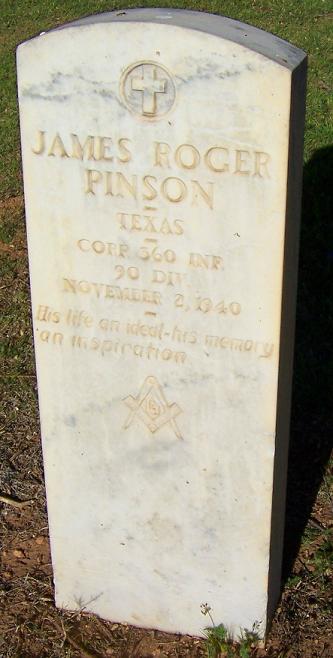 JAMES ROGER
PINSON
TEXAS
CORP 360 INF.
90 DIV.
NOVEMBER 2, 1940
His life an ideal-his memory
an inspiration
G